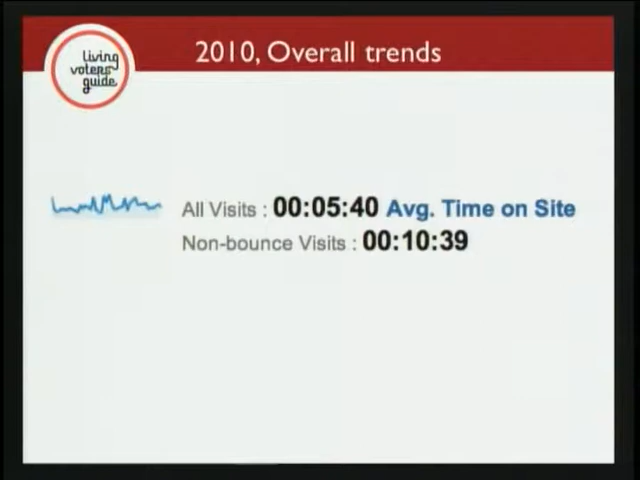 living
voters
guide
2010, Overall trends
All Visits : 00:05:40 Avg. Time on Site
Non-bounce Visits : 00:10:39